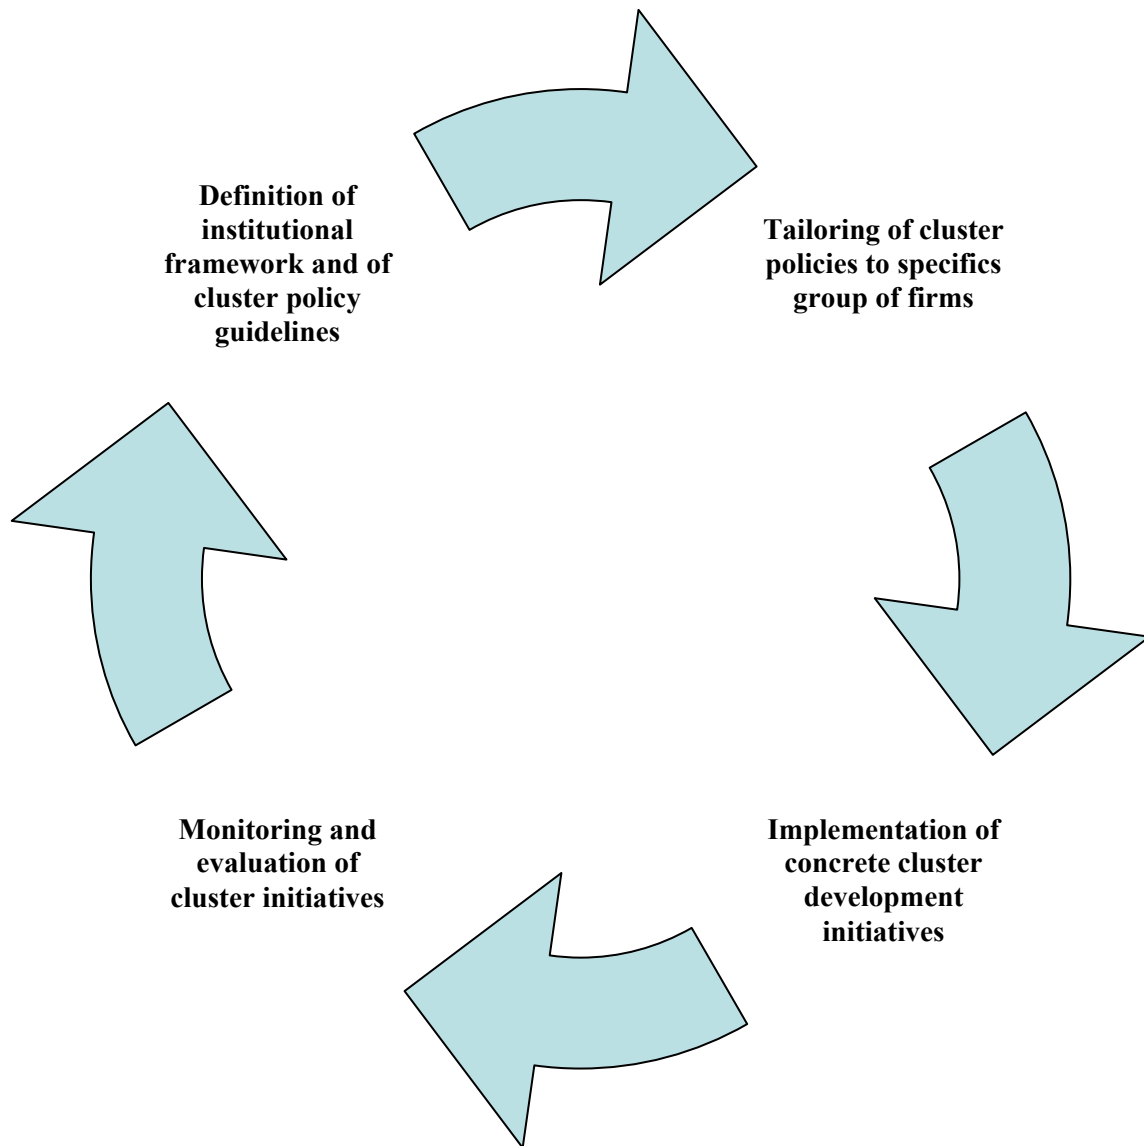 Definition of
institutional
framework and of
cluster policy
guidelines
Tailoring of cluster
policies to specifics
group of firms
Implementation of
concrete cluster
development
initiatives
Monitoring and
evaluation of
cluster initiatives